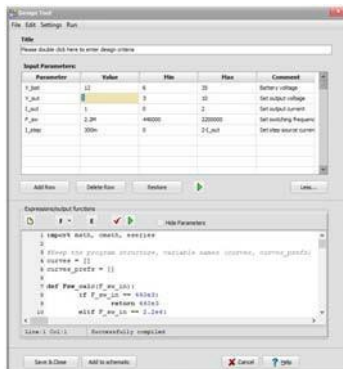 Design Tool
File Edit Settings Run
Title
Please double click here to enter design criteria
Input Parameters:
Parameter Value Min Max Comment
V_bat 12 6 35 Battery voltage
V_out 3 10 Set output voltage
I_out 1 0 2 Set output current
F_sw 2.2M 440000 2200000 Set switching frequenc
I_step 300m 0 2-I_out Set step source curren
Add Row Delete Row Restore Less...
Expressions/output functions
F E Hide Parameters
1 import math, cmath, eseries
2
3 #Keep the program structure, variable names (curves, curves_prefs)
4 curves = []
5 curves_prefs = []
6
7 def Fsw_calc(F_sw_in):
8 if F_sw_in == 440e3:
9 return 440e3
10 elif F_sw_in == 2.2e6:
Line:1 Col:1 Successfully compiled
Save & Close Add to schematic Cancel Help